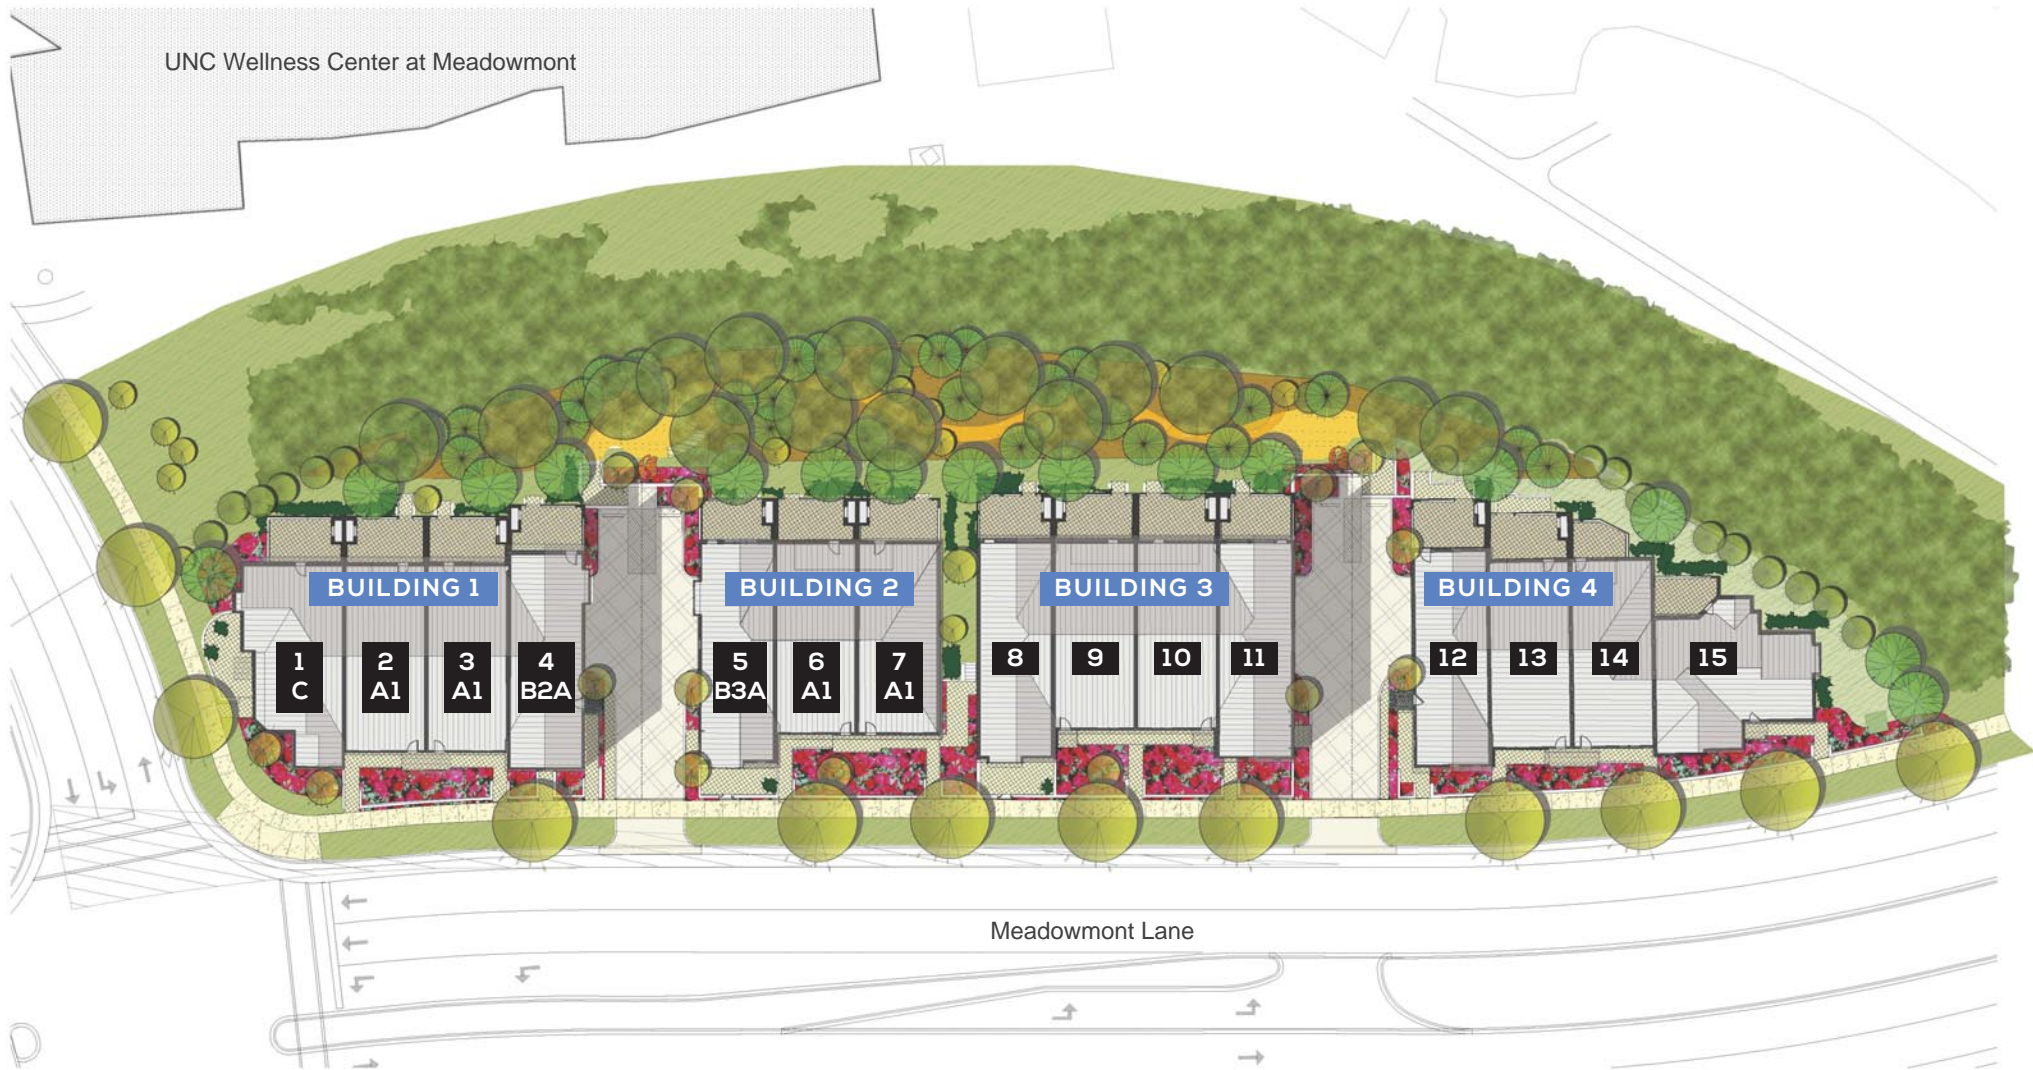 UNC Wellness Center at Meadowmont
BUILDING 1
BUILDING 2
BUILDING 3
BUILDING 4
1
C
2
A1
3
A1
4
B2A
5
B3A
6
A1
7
A1
8
9
10
11
12
13
14
15
Meadowmont Lane